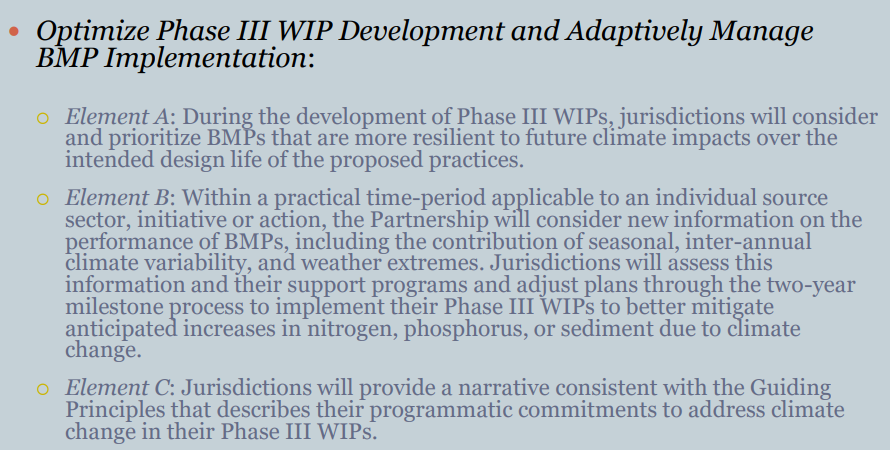 Optimize Phase III WIP Development and Adaptively Manage
BMP Implementation:
Element A: During the development of Phase III WIPs, jurisdictions will consider
and prioritize BMPs that are more resilient to future climate impacts over the
intended design life of the proposed practices.
Element B: Within a practical time-period applicable to an individual source
sector, initiative or action, the Partnership will consider new information on the
performance of BMPs, including the contribution of seasonal, inter-annual
climate variability, and weather extremes. Jurisdictions will assess this
information and their support programs and adjust plans through the two-year
milestone process to implement their Phase III WIPs to better mitigate
anticipated increases in nitrogen, phosphorus, or sediment due to climate
change.
Element C: Jurisdictions will provide a narrative consistent with the Guiding
Principles that describes their programmatic commitments to address climate
change in their Phase III WIPs.